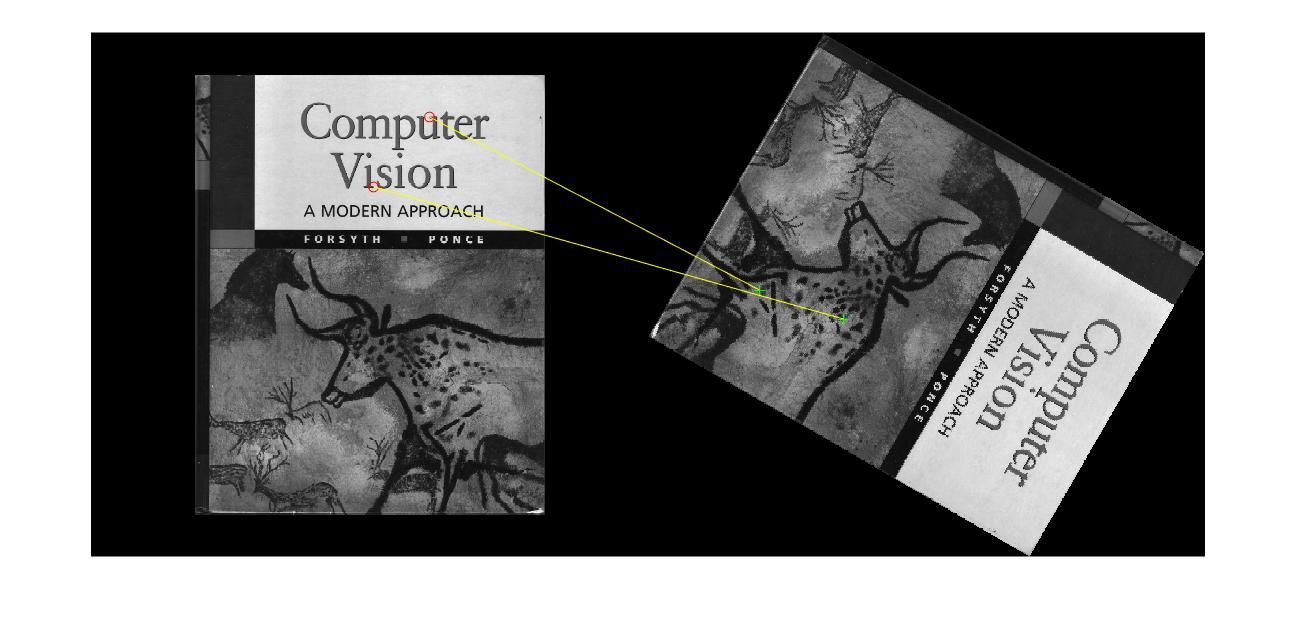 Computer
Vision
A MODERN APPROACH
FORSYTH ■ PONCE
FORSYTH ■ PONCE
A MODERN APPROACH
Vision
Computer